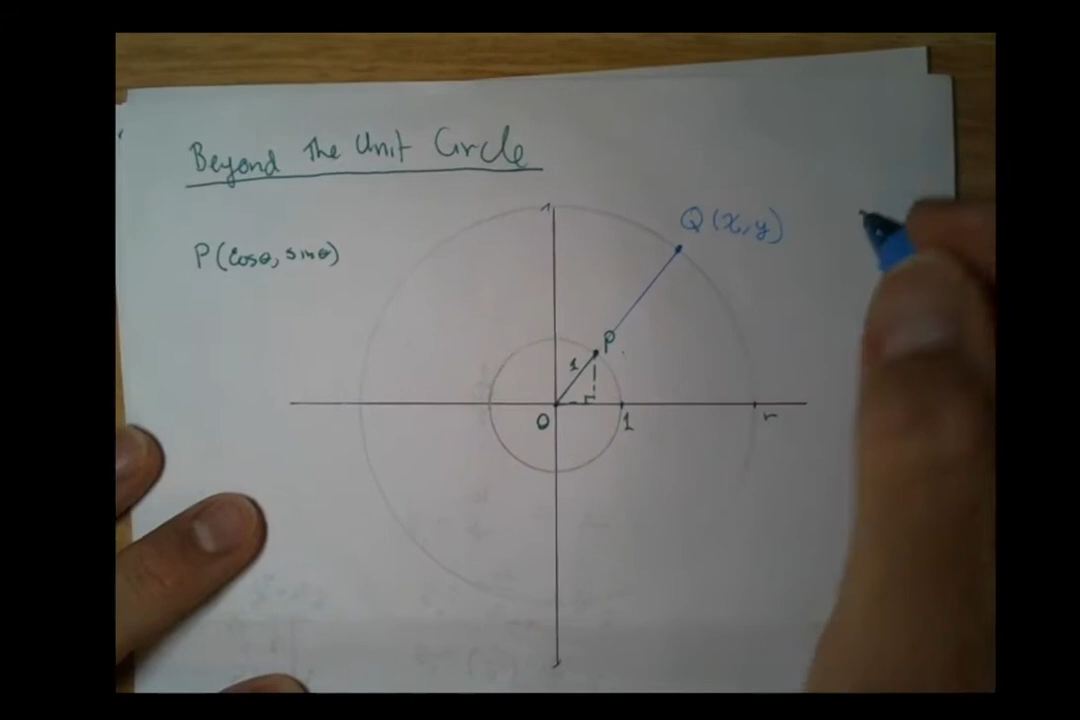 Beyond The Unit Circle
Q(x,y)
P(cosθ, sinθ)
P
1
O
1
r